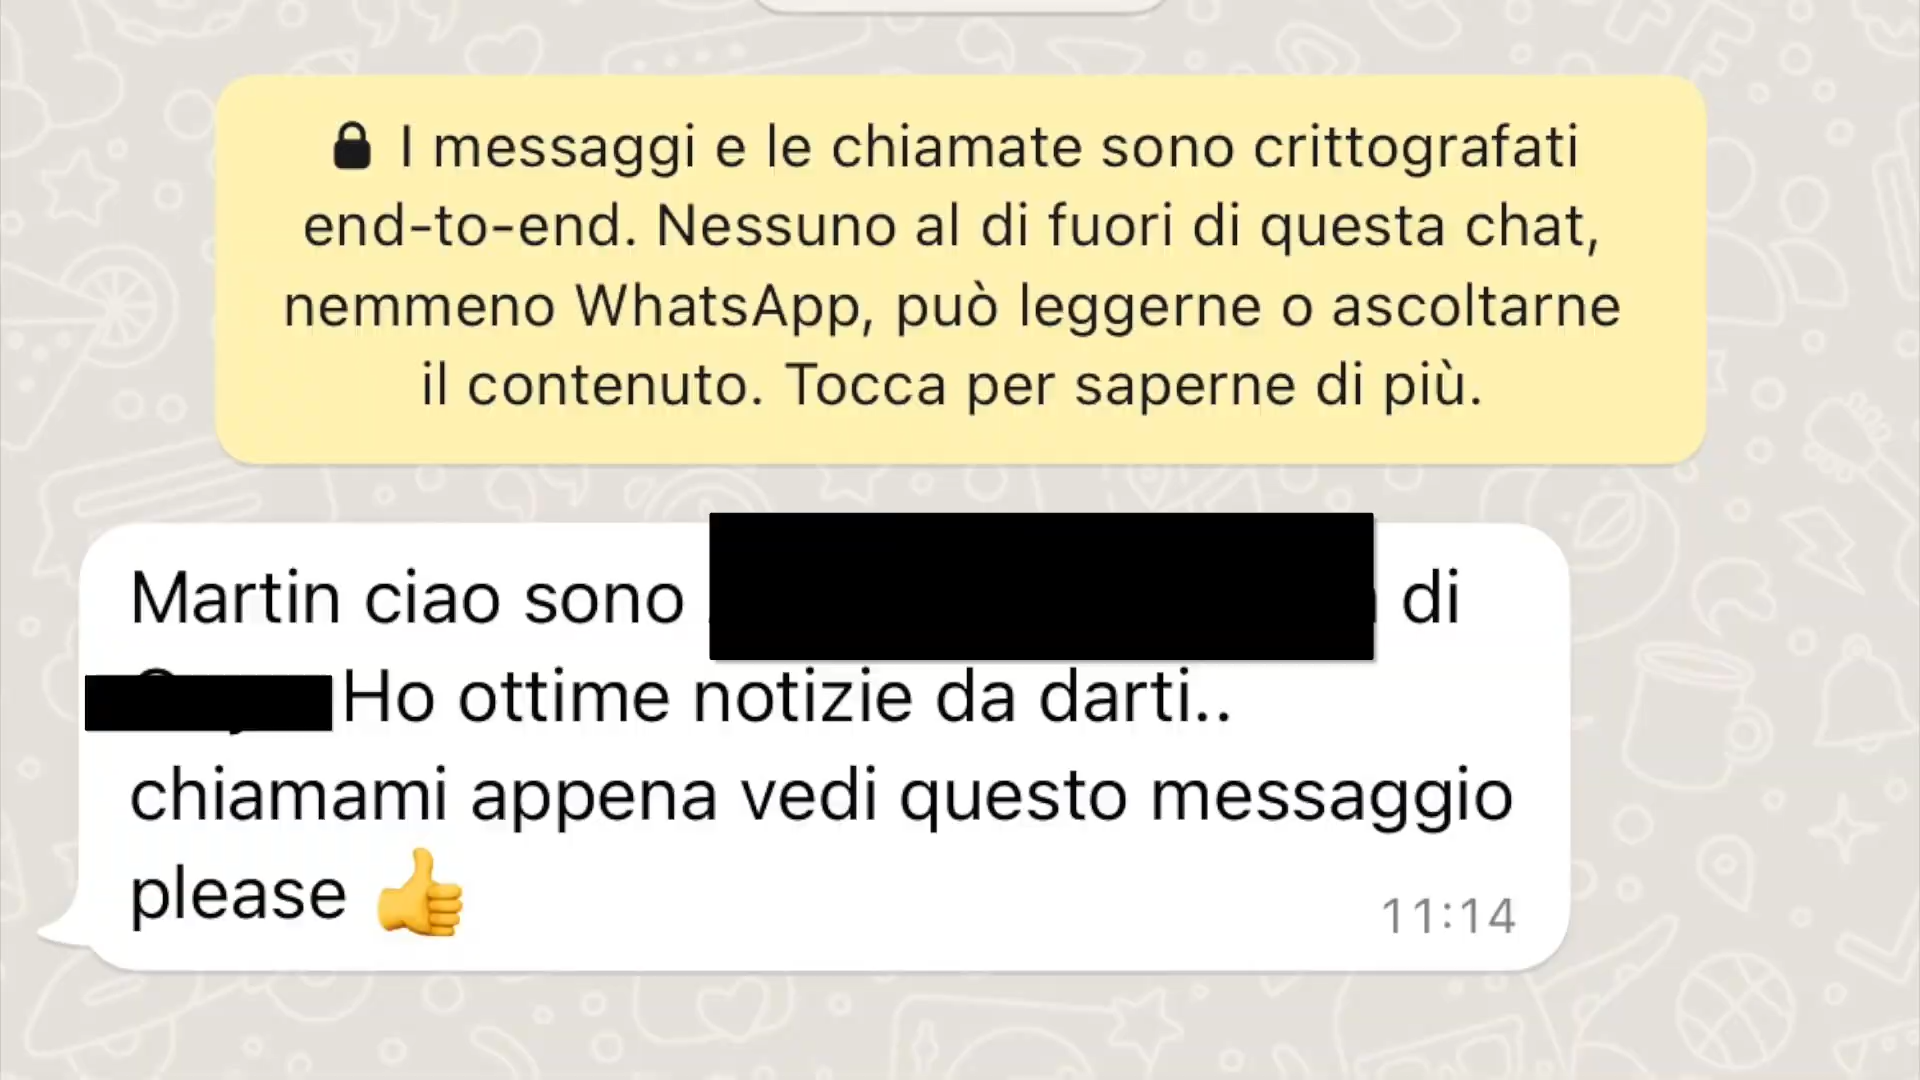 I messaggi e le chiamate sono crittografati
end-to-end. Nessuno al di fuori di questa chat,
nemmeno WhatsApp, può leggerne o ascoltarne
il contenuto. Tocca per saperne di più.
Martin ciao sono di
Ho ottime notizie da darti..
chiamami appena vedi questo messaggio
please 👍
11:14